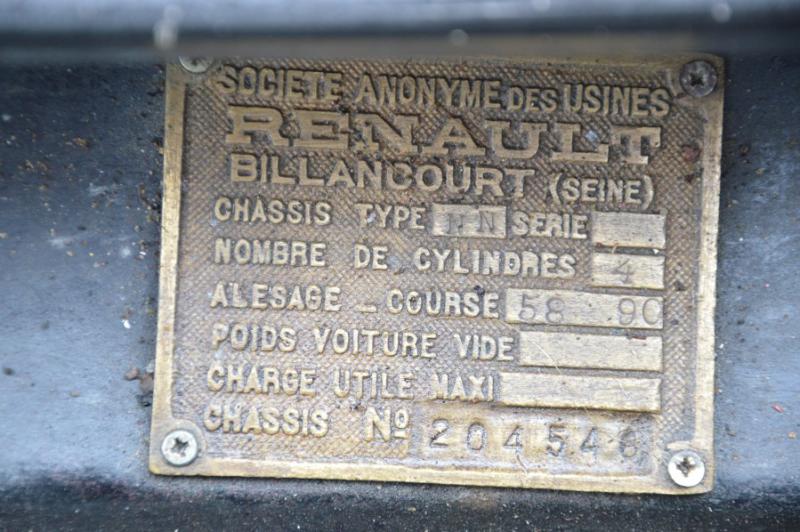 SOCIETE ANONYME DES USINES
RENAULT
BILLANCOURT (SEINE)
CHASSIS TYPE NN SERIE
NOMBRE DE CYLINDRES 4
ALESAGE _ COURSE 58 90
POIDS VOITURE VIDE
CHARGE UTILE MAXI
CHASSIS Nº 204546